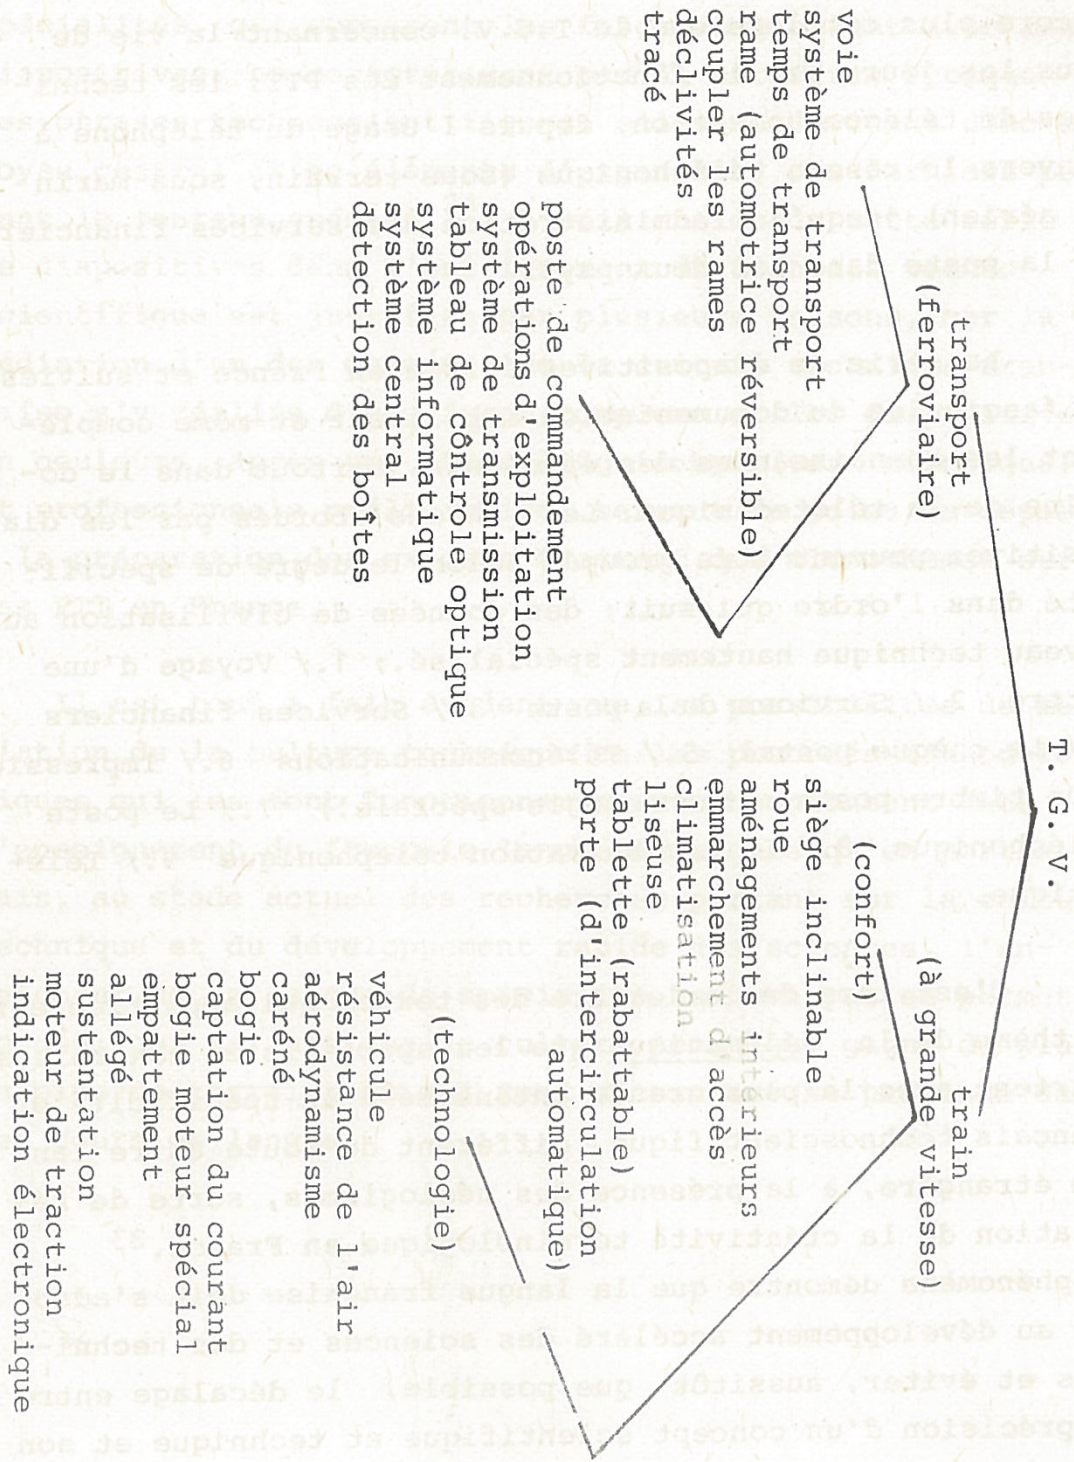 T. G. V.
transport
(ferroviaire)
train
(à grande vitesse)
voie
système de transport
temps de transport
rame (automotrice réversible)
coupler les rames
déclivités
tracé
poste de commandement
opérations d'exploitation
système de transmission
tableau de côntrole optique
système informatique
système central
détection des boîtes
(confort)
siège inclinable
roue
aménagements intérieurs
emmarchement d'accès
climatisation
liseuse
tablette (rabattable)
porte (d'intercirculation
automatique)
(technologie)
véhicule
résistance de l'air
aérodynamisme
caréné
bogie
captation du courant
bogie moteur spécial
empattement
allégé
sustentation
moteur de traction
indication électronique